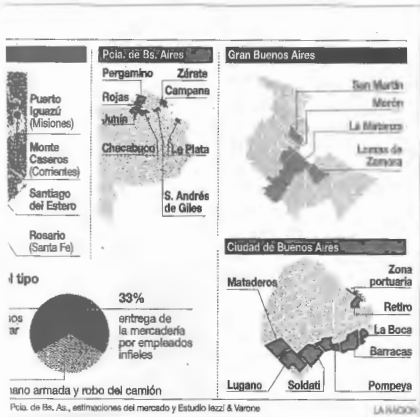 Pcia. de Bs. Aires
Pergamino
Zárate
Rojas
Campana
Junín
Chacabuco
La Plata
S. Andrés
de Giles
Gran Buenos Aires
San Martín
Morón
La Matanza
Lomas de
Zamora
Puerto
Iguazú
(Misiones)
Monte
Caseros
(Corrientes)
Santiago
del Estero
Rosario
(Santa Fe)
Ciudad de Buenos Aires
Mataderos
Zona
portuaria
Retiro
La Boca
Barracas
Lugano
Soldati
Pompeya
l tipo
33%
entrega de
la mercadería
por empleados
infieles
os
ar
ano armada y robo del camión
Pcia. de Bs. As., estimaciones del mercado y Estudio Iezzi & Varone
LA NACION